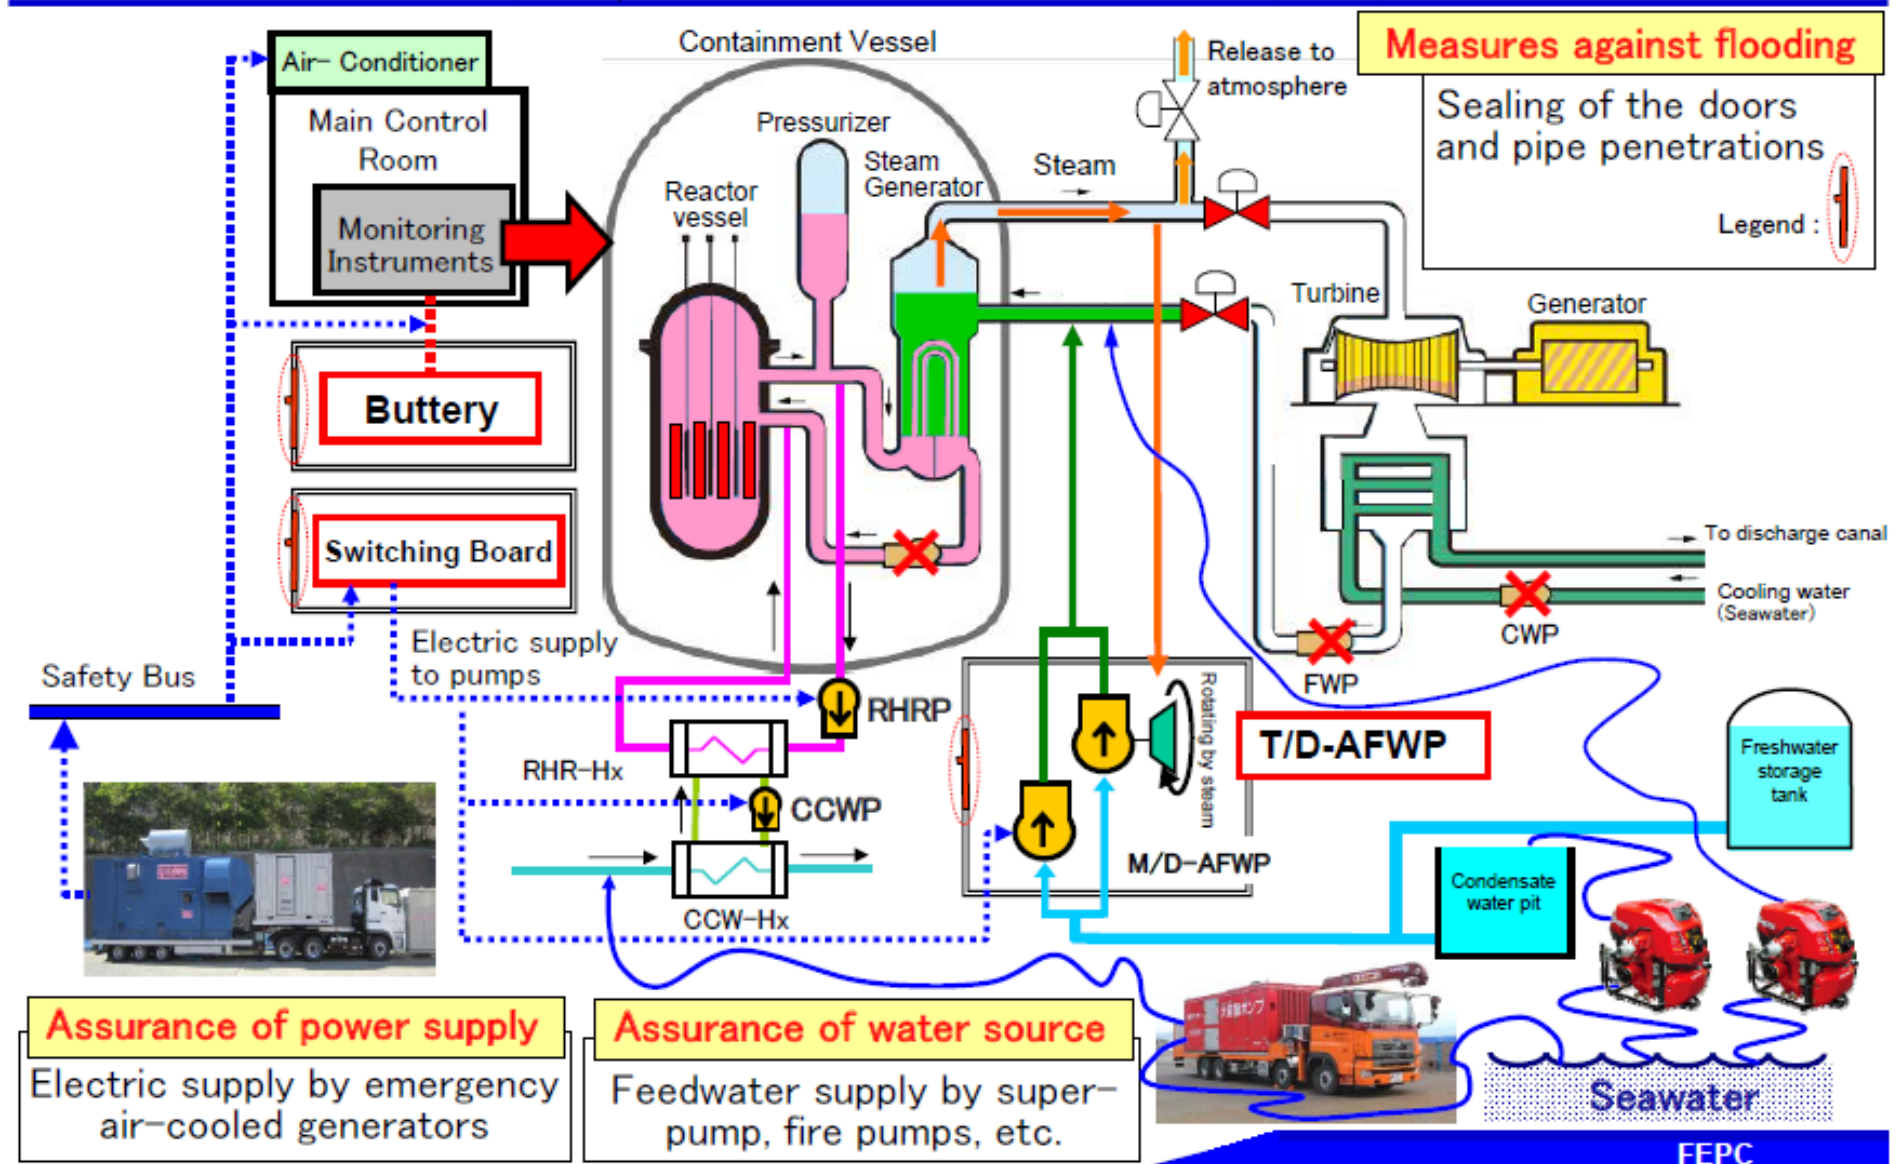 Air- Conditioner
Main Control
Room
Monitoring
Instruments
Buttery
Switching Board
Safety Bus
Electric supply
to pumps
Containment Vessel
Pressurizer
Steam
Generator
Reactor
vessel
Steam
Release to
atmosphere
Measures against flooding
Sealing of the doors
and pipe penetrations
Legend :
Turbine
Generator
To discharge canal
Cooling water
(Seawater)
CWP
FWP
RHRP
RHR-Hx
CCWP
CCW-Hx
Rotating by steam
T/D-AFWP
M/D-AFWP
Freshwater
storage
tank
Condensate
water pit
Assurance of power supply
Electric supply by emergency
air-cooled generators
Assurance of water source
Feedwater supply by super-
pump, fire pumps, etc.
Seawater
FEPC